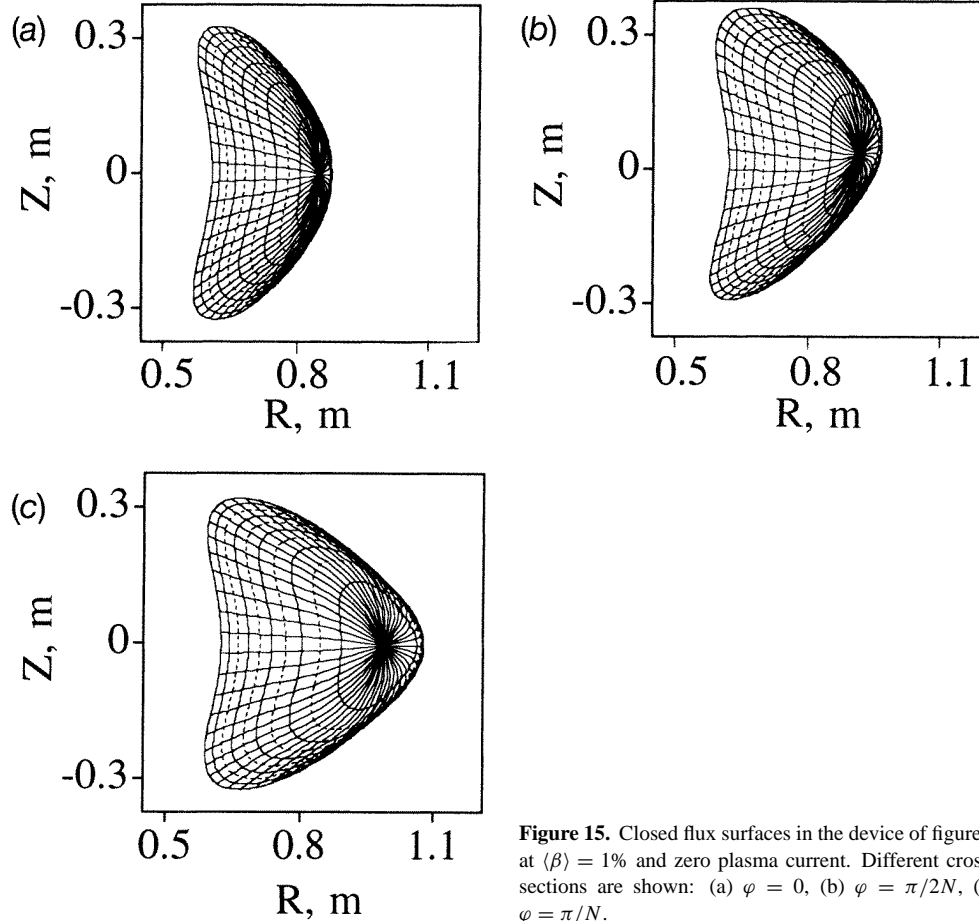 (a)
0.3
0
-0.3
Z, m
0.5 0.8 1.1
R, m
(b)
0.3
0
-0.3
Z, m
0.5 0.8 1.1
R, m
(c)
0.3
0
-0.3
Z, m
0.5 0.8 1.1
R, m
Figure 15. Closed flux surfaces in the device of figure
at ⟨β⟩ = 1% and zero plasma current. Different cros
sections are shown: (a) φ = 0, (b) φ = π/2N, (
φ = π/N.